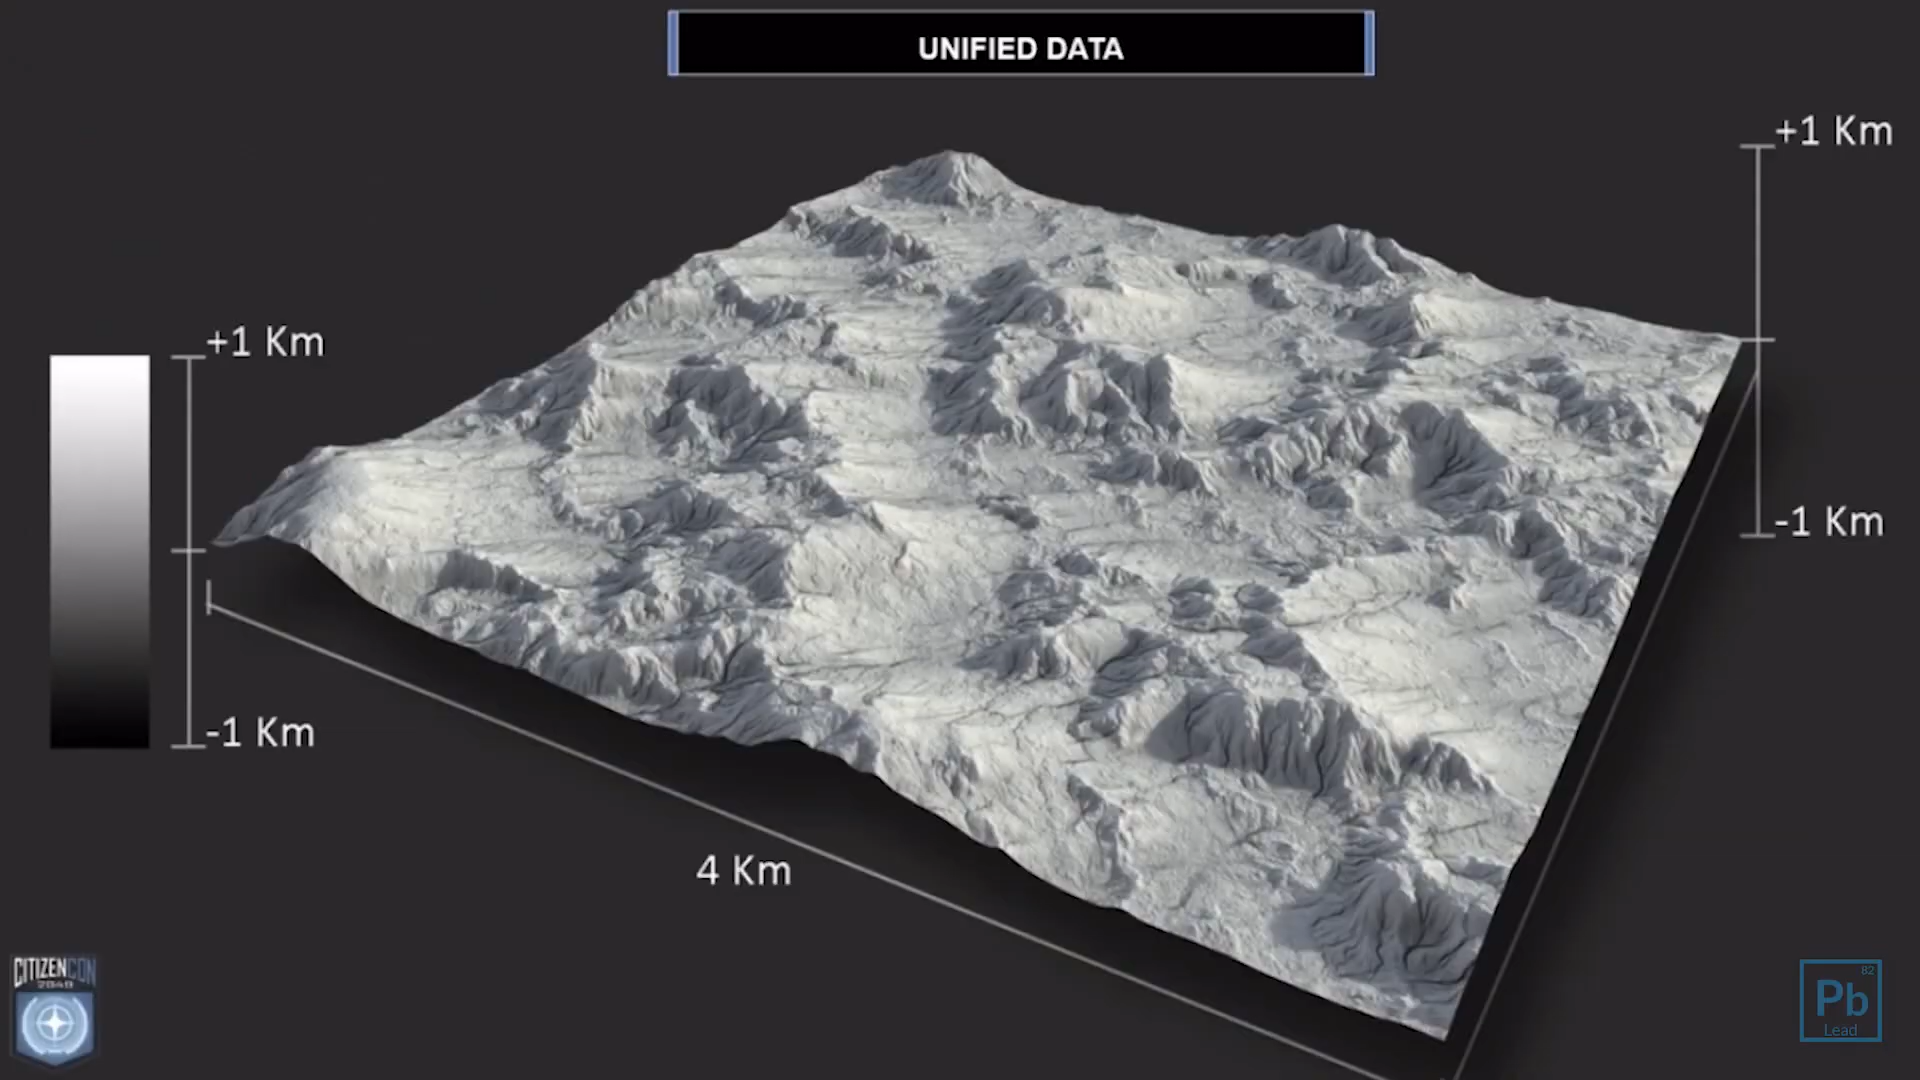 UNIFIED DATA
+1 Km
+1 Km
-1 Km
-1 Km
4 Km
CITIZENCON
2949
82
Pb
Lead